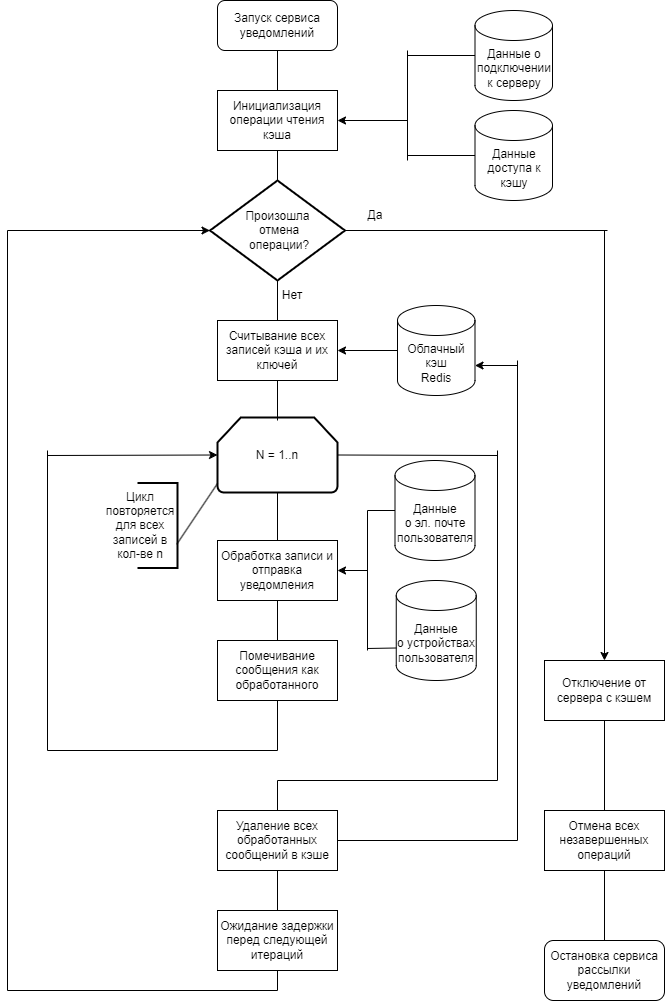 Запуск сервиса
уведомлений
Данные о
подключении
к серверу
Инициализация
операции чтения
кэша
Данные
доступа к
кэшу
Произошла
отмена
операции?
Да
Нет
Считывание всех
записей кэша и их
ключей
Облачный
кэш
Redis
N = 1..n
Цикл
повторяется
для всех
записей в
кол-ве n
Данные
о эл. почте
пользователя
Обработка записи и
отправка
уведомления
Данные
о устройствах
пользователя
Помечивание
сообщения как
обработанного
Отключение от
сервера с кэшем
Удаление всех
обработанных
сообщений в кэше
Отмена всех
незавершенных
операций
Ожидание задержки
перед следующей
итераций
Остановка сервиса
рассылки
уведомлений